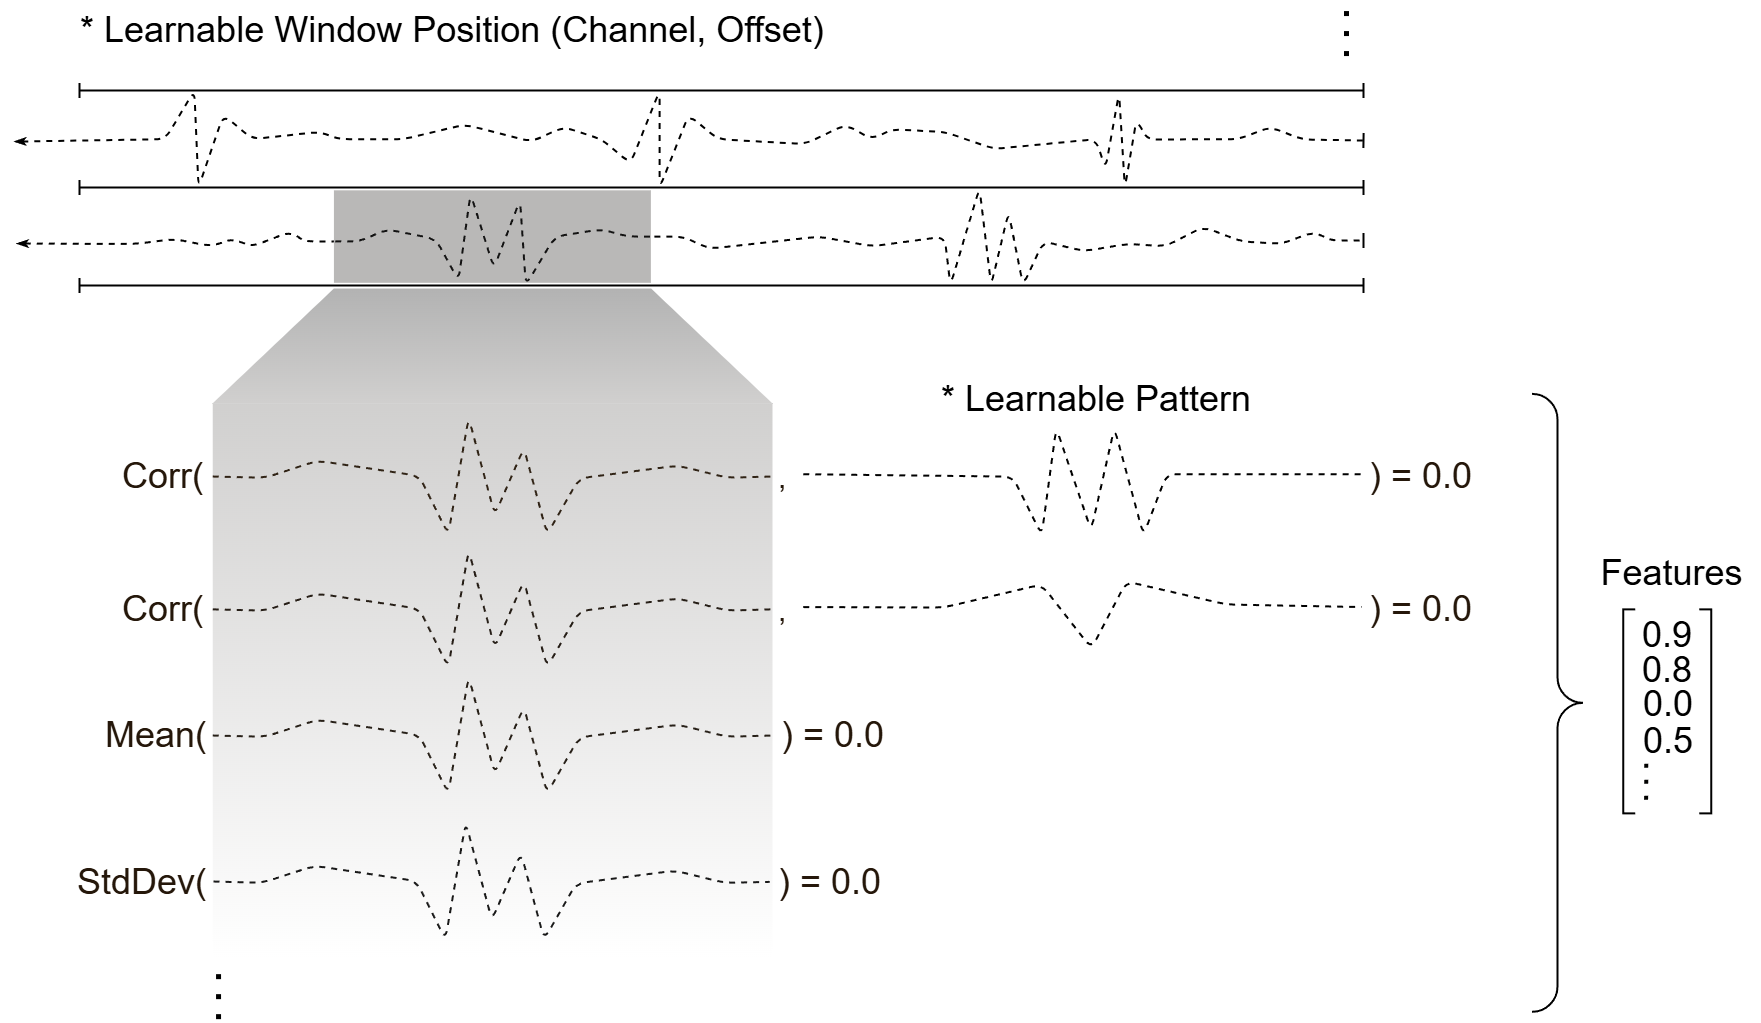 * Learnable Window Position (Channel, Offset)
* Learnable Pattern
Corr( , ) = 0.0
Corr( , ) = 0.0
Mean( ) = 0.0
StdDev( ) = 0.0
Features
0.9
0.8
0.0
0.5